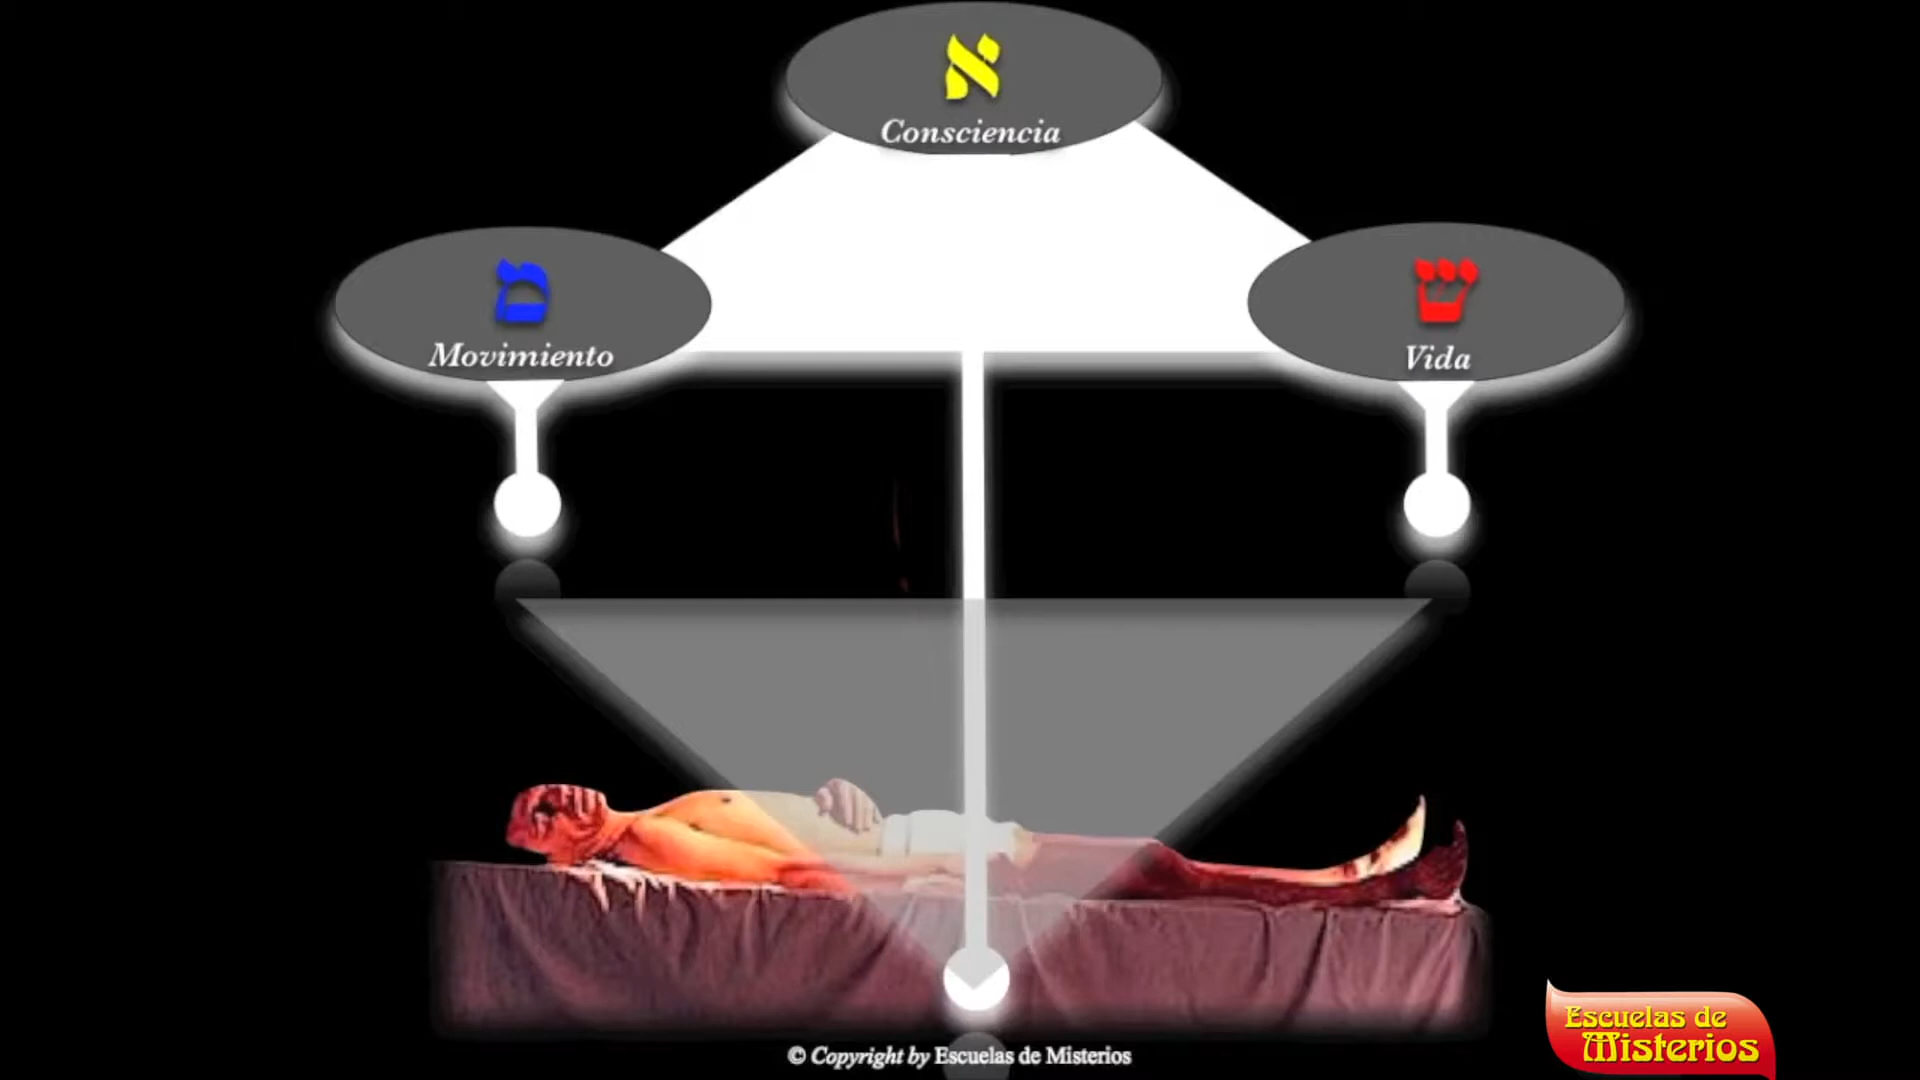 א
Consciencia
מ
Movimiento
ש
Vida
© Copyright by Escuelas de Misterios
Escuelas de
Misterios